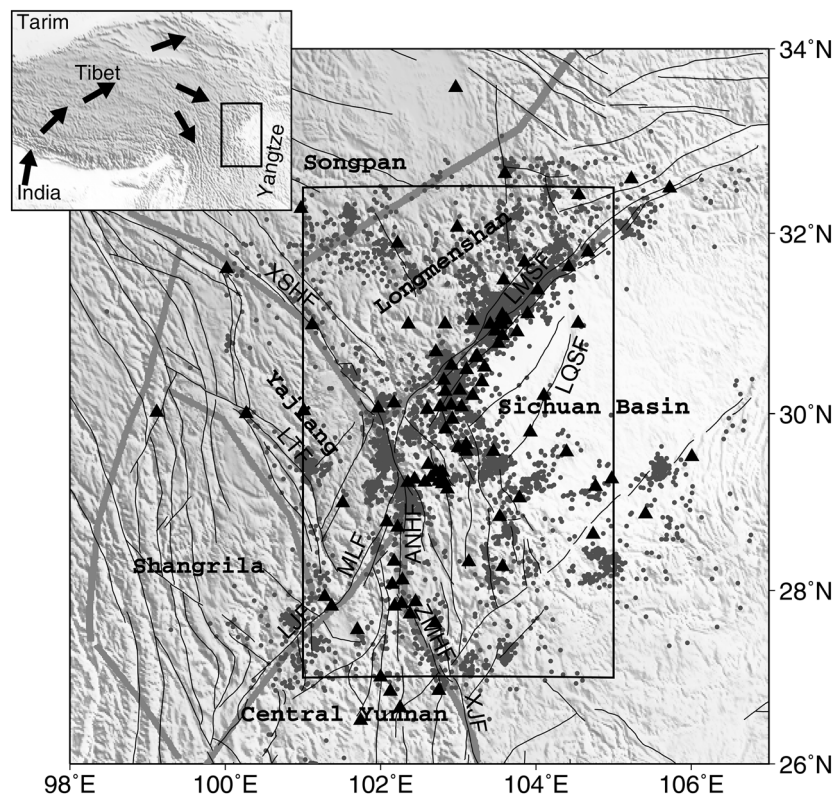 Tarim
Tibet
India
Yangtze
34°N
Songpan
32°N
Longmenshan
XSHF
LMSF
LQSF
Yajiang
Sichuan Basin
30°N
LTF
ANHF
MLF
Shangrila
28°N
LJF
ZMHF
XJF
Central Yunnan
26°N
98°E
100°E
102°E
104°E
106°E